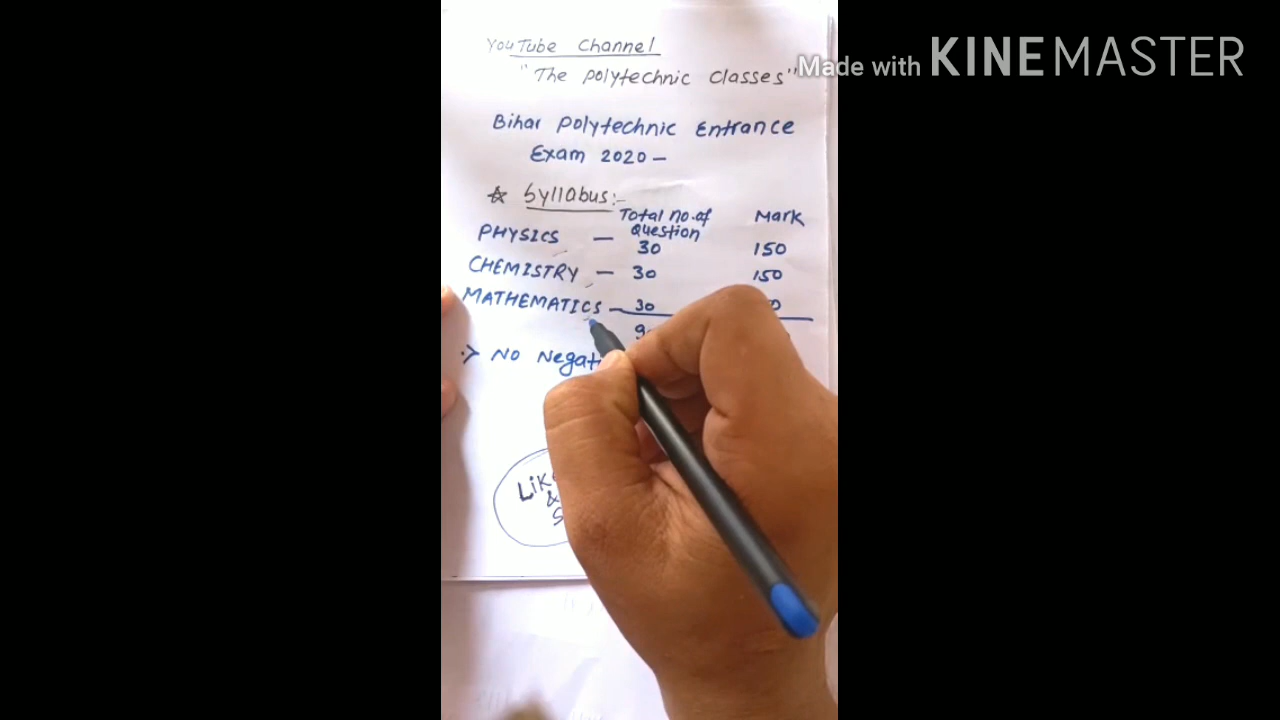 Made with KINEMASTER
YouTube Channel
"The Polytechnic Classes"
Bihar Polytechnic Entrance
Exam 2020 –
☆ Syllabus:-
Total no. of Question Mark
PHYSICS — 30 150
CHEMISTRY — 30 150
MATHEMATICS — 30
∴> No